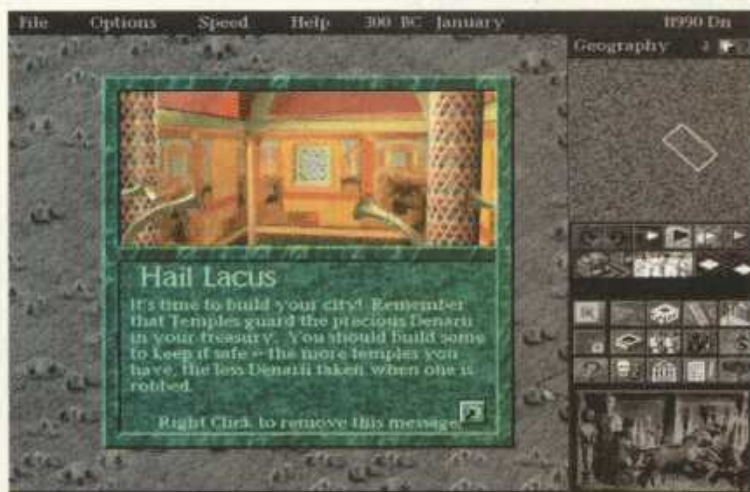 File Options Speed Help 300 BC January 11990 Dn
Geography
Hail Lacus
It's time to build your city! Remember
that Temples guard the precious Denarii
in your treasury. You should build some
to keep it safe - the more temples you
have, the less Denarii taken when one is
robbed.
Right Click to remove this message